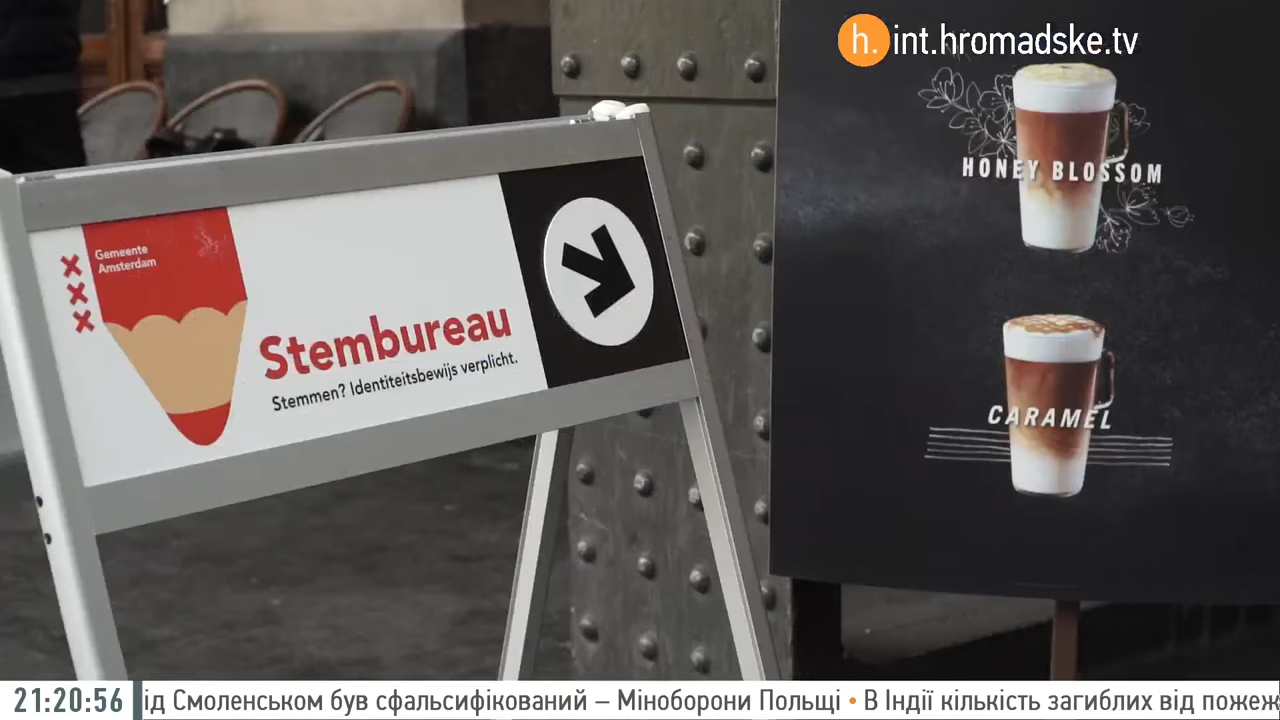 h. int.hromadske.tv
HONEY BLOSSOM
Gemeente
Amsterdam
Stembureau
Stemmen? Identiteitsbewijs verplicht.
CARAMEL
21:20:56 ід Смоленськом був сфальсифікований – Міноборони Польщі • В Індії кількість загиблих від пожеж